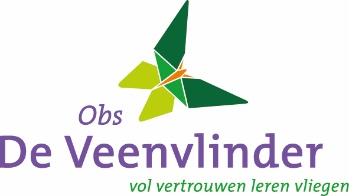 Obs
De Veenvlinder
vol vertrouwen leren vliegen